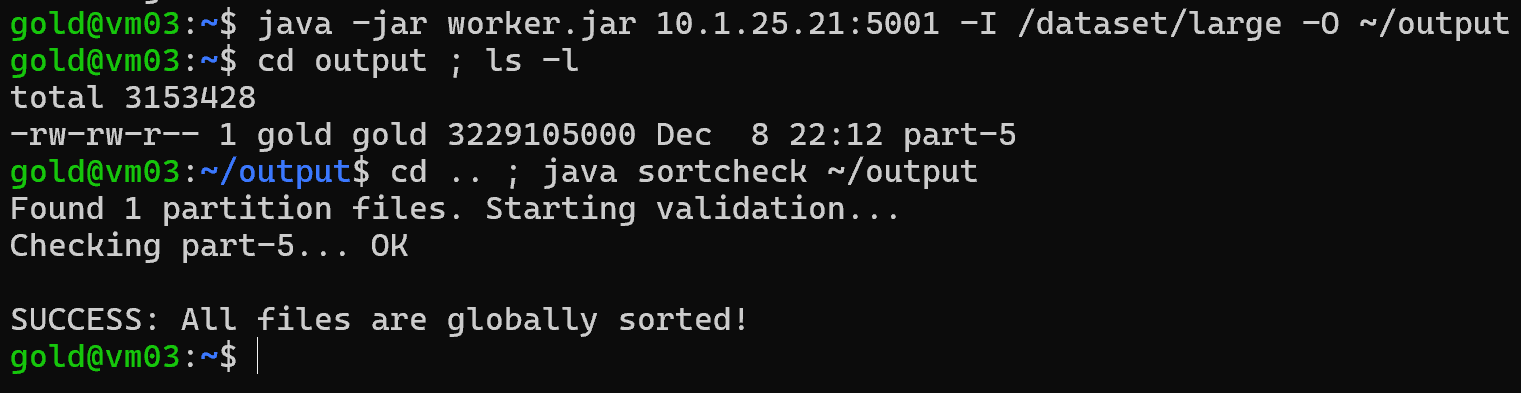 gold@vm03:~$ java -jar worker.jar 10.1.25.21:5001 -I /dataset/large -O ~/output
gold@vm03:~$ cd output ; ls -l
total 3153428
-rw-rw-r-- 1 gold gold 3229105000 Dec  8 22:12 part-5
gold@vm03:~/output$ cd .. ; java sortcheck ~/output
Found 1 partition files. Starting validation...
Checking part-5... OK

SUCCESS: All files are globally sorted!
gold@vm03:~$